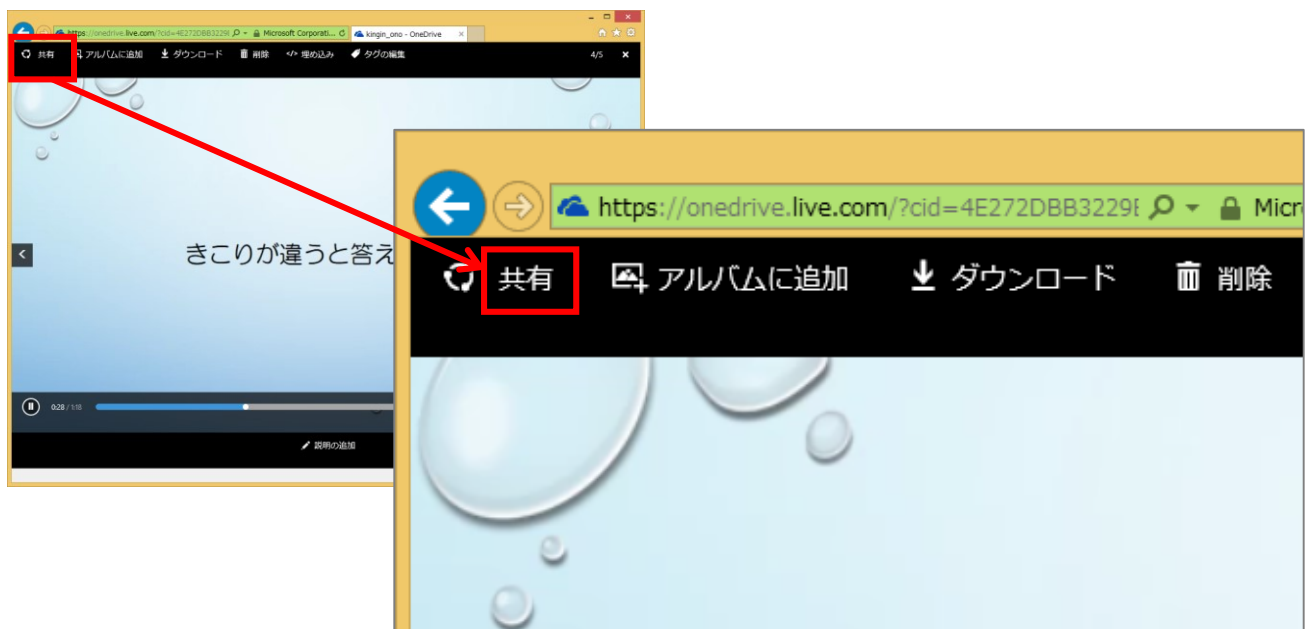 https://onedrive.live.com/?cid=4E272DBB3229E Microsoft Corporati... kingin_ono - OneDrive
共有 アルバムに追加 ダウンロード 削除 埋め込み タグの編集 4/5
きこりが違うと答え
0:28 / 1:18
説明の追加
https://onedrive.live.com/?cid=4E272DBB3229E Micr
共有 アルバムに追加 ダウンロード 削除